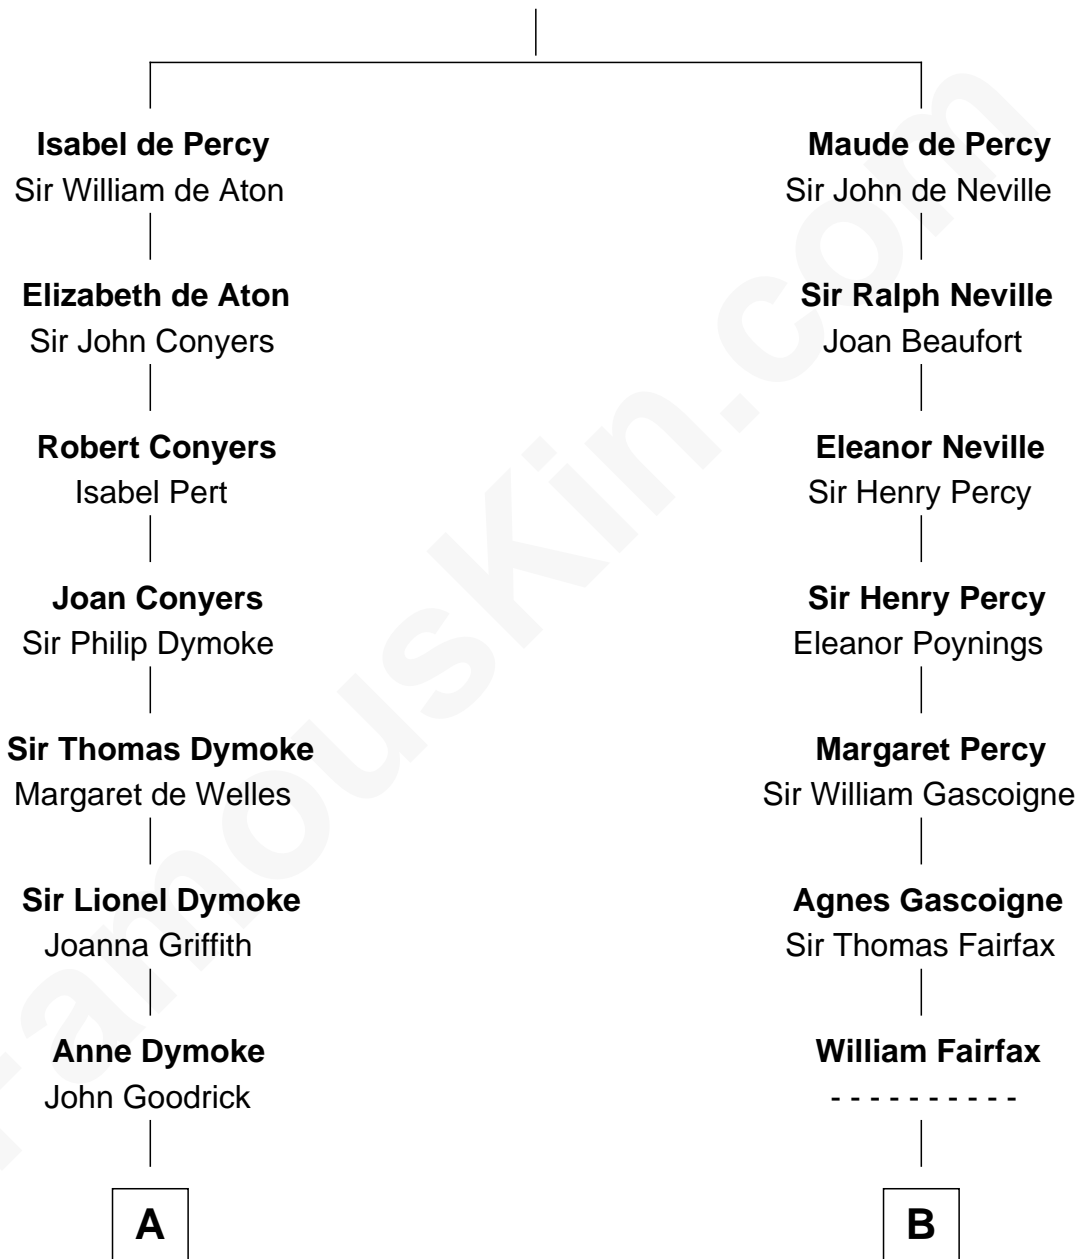 Isabel de Percy
Sir William de Aton
Elizabeth de Aton
Sir John Conyers
Robert Conyers
Isabel Pert
Joan Conyers
Sir Philip Dymoke
Sir Thomas Dymoke
Margaret de Welles
Sir Lionel Dymoke
Joanna Griffith
Anne Dymoke
John Goodrick
A
Maude de Percy
Sir John de Neville
Sir Ralph Neville
Joan Beaufort
Eleanor Neville
Sir Henry Percy
Sir Henry Percy
Eleanor Poynings
Margaret Percy
Sir William Gascoigne
Agnes Gascoigne
Sir Thomas Fairfax
William Fairfax
- - - - - - - - - -
B
FamousKin.com